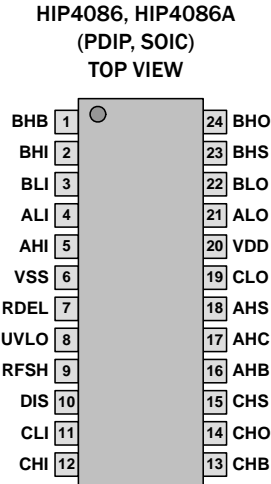 HIP4086, HIP4086A
(PDIP, SOIC)
TOP VIEW
BHB 1 24 BHO
BHI 2 23 BHS
BLI 3 22 BLO
ALI 4 21 ALO
AHI 5 20 VDD
VSS 6 19 CLO
RDEL 7 18 AHS
UVLO 8 17 AHC
RFSH 9 16 AHB
DIS 10 15 CHS
CLI 11 14 CHO
CHI 12 13 CHB